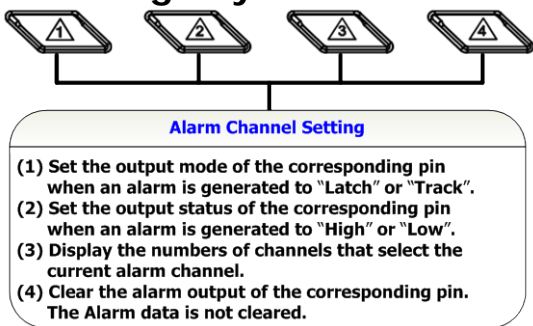 1 2 3 4
Alarm Channel Setting
(1) Set the output mode of the corresponding pin
when an alarm is generated to "Latch" or "Track".
(2) Set the output status of the corresponding pin
when an alarm is generated to "High" or "Low".
(3) Display the numbers of channels that select the
current alarm channel.
(4) Clear the alarm output of the corresponding pin.
The Alarm data is not cleared.